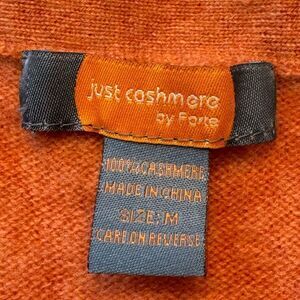 just cashmere
by Forte
100% CASHMERE
MADE IN CHINA
SIZE: M
CARE ON REVERSE